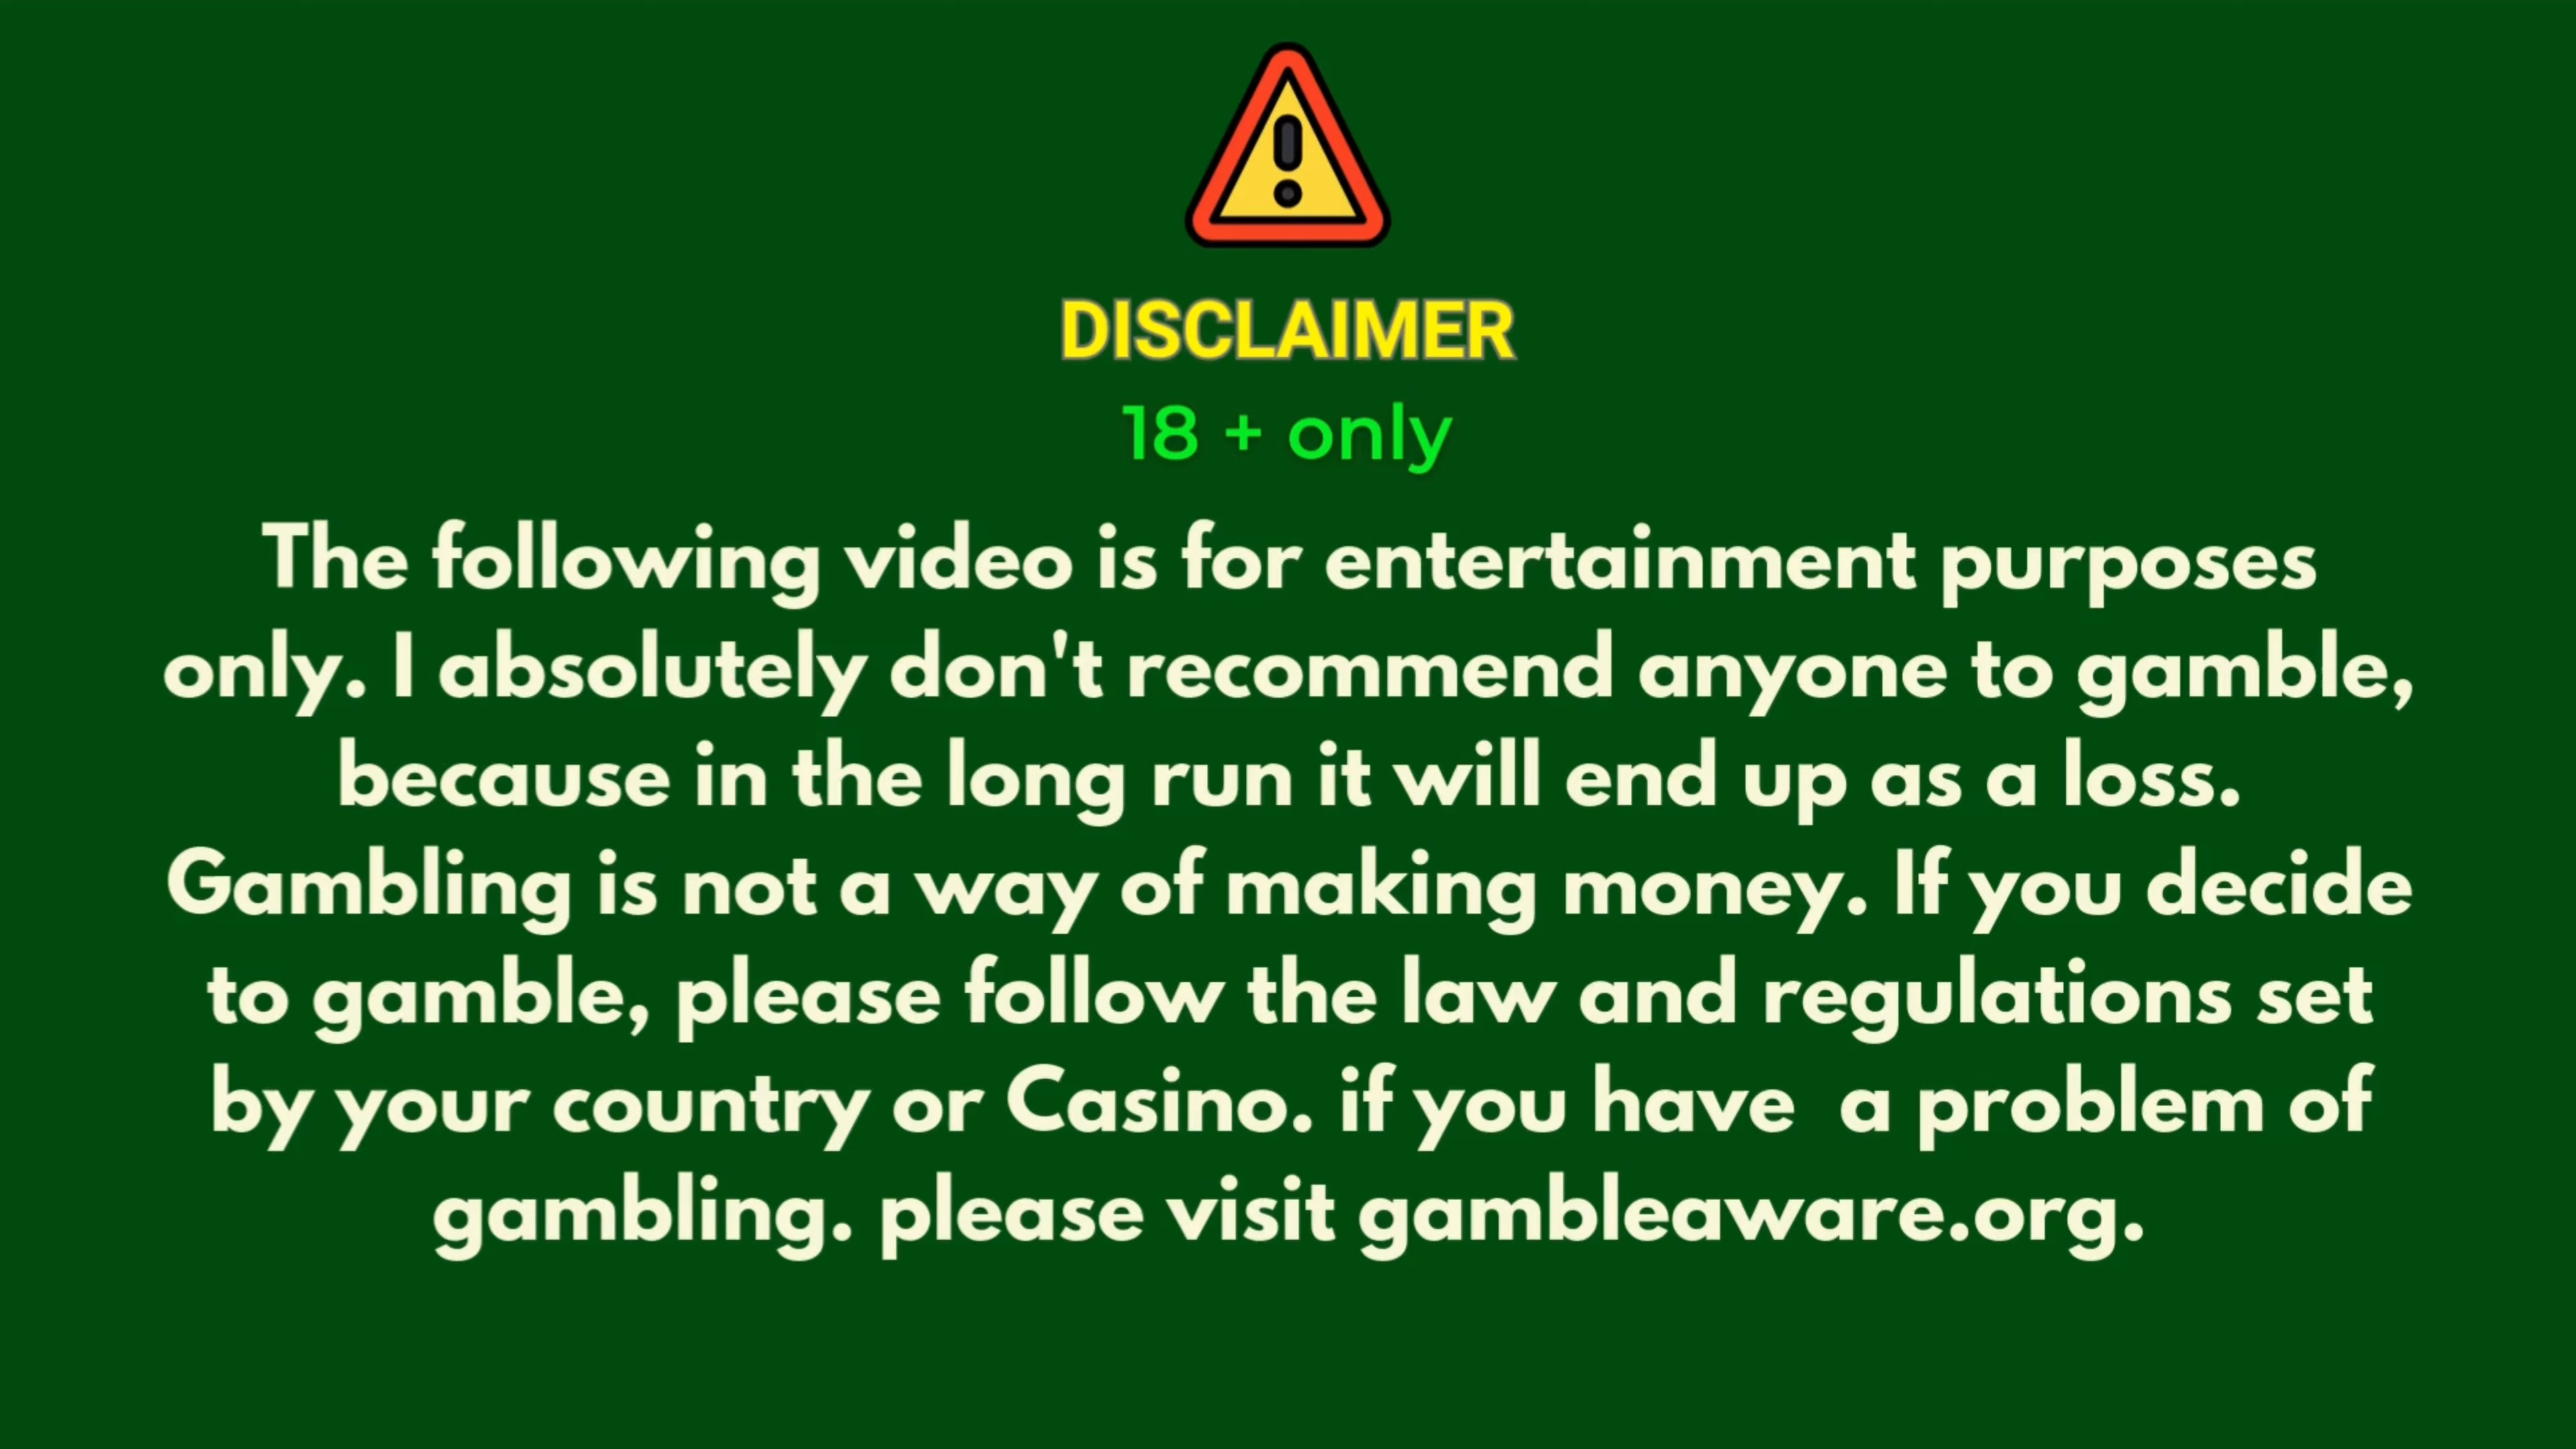 DISCLAIMER
18 + only
The following video is for entertainment purposes
only. I absolutely don't recommend anyone to gamble,
because in the long run it will end up as a loss.
Gambling is not a way of making money. If you decide
to gamble, please follow the law and regulations set
by your country or Casino. if you have  a problem of
gambling. please visit gambleaware.org.